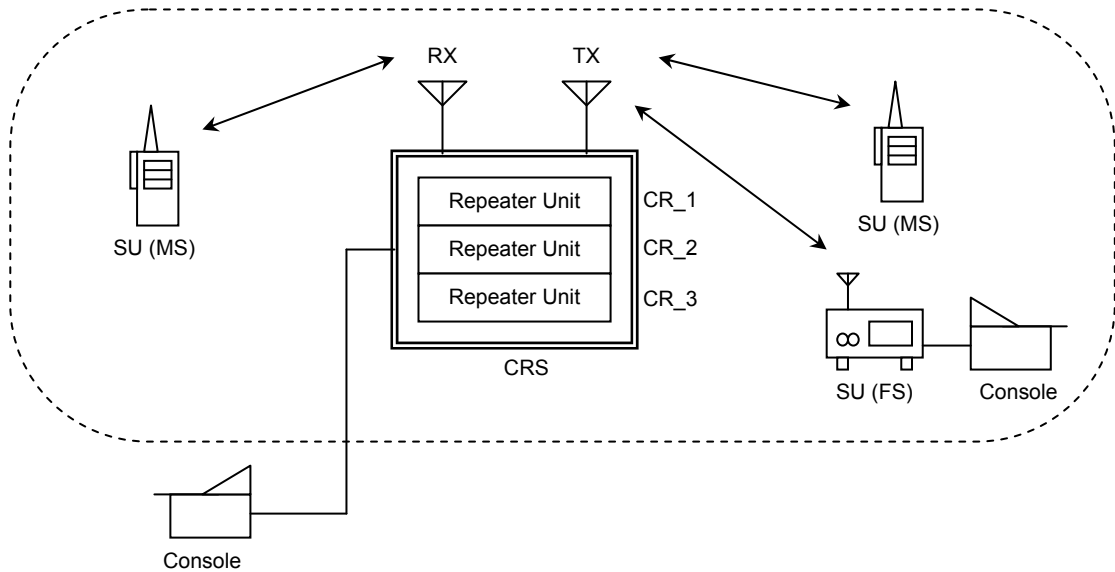 RX
TX
SU (MS)
Repeater Unit
CR_1
Repeater Unit
CR_2
Repeater Unit
CR_3
CRS
SU (MS)
SU (FS)
Console
Console